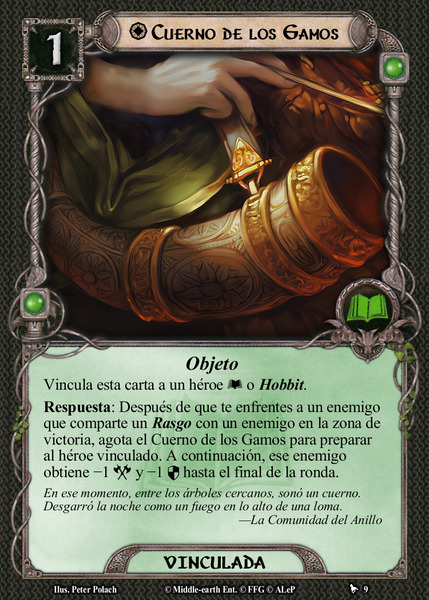 1
CUERNO DE LOS GAMOS
Objeto
Vincula esta carta a un héroe o Hobbit.
Respuesta: Después de que te enfrentes a un enemigo
que comparte un Rasgo con un enemigo en la zona de
victoria, agota el Cuerno de los Gamos para preparar
al héroe vinculado. A continuación, ese enemigo
obtiene −1 y −1 hasta el final de la ronda.
En ese momento, entre los árboles cercanos, sonó un cuerno.
Desgarró la noche como un fuego en lo alto de una loma.
—La Comunidad del Anillo
VINCULADA
Ilus. Peter Polach © Middle-earth Ent. © FFG © ALeP 9